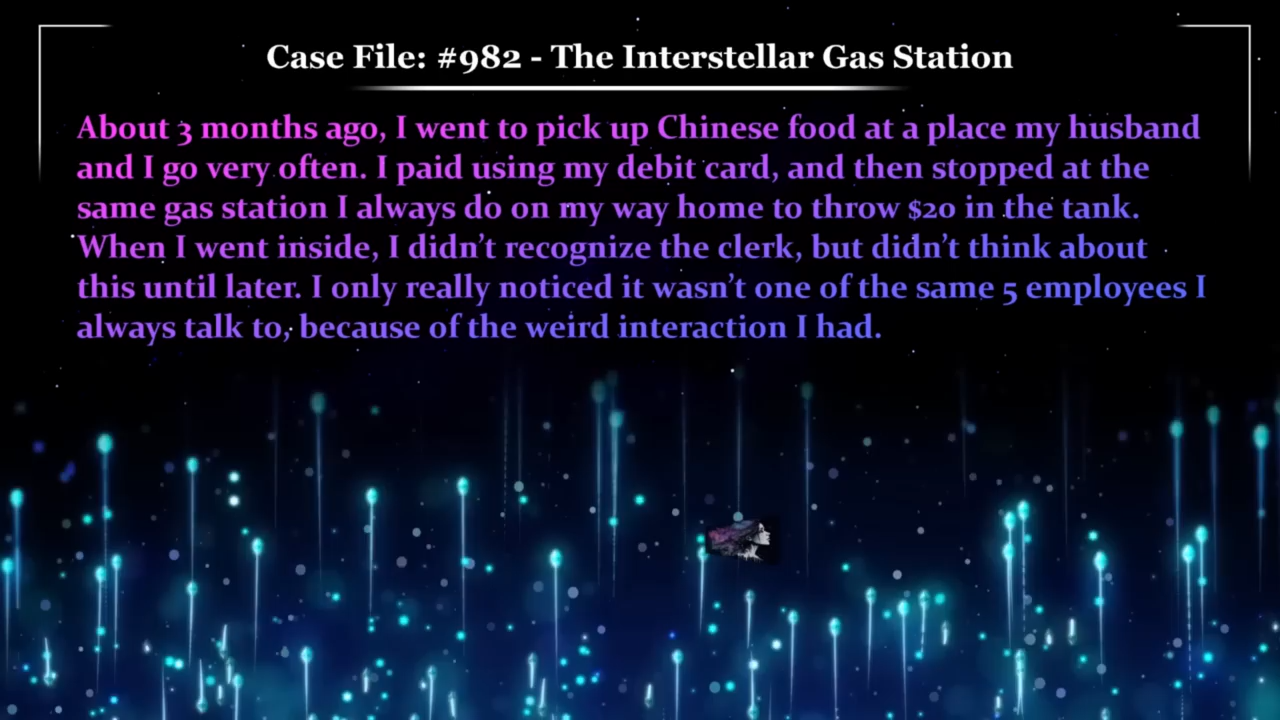 Case File: #982 - The Interstellar Gas Station
About 3 months ago, I went to pick up Chinese food at a place my husband
and I go very often. I paid using my debit card, and then stopped at the
same gas station I always do on my way home to throw $20 in the tank.
When I went inside, I didn’t recognize the clerk, but didn’t think about
this until later. I only really noticed it wasn’t one of the same 5 employees I
always talk to, because of the weird interaction I had.